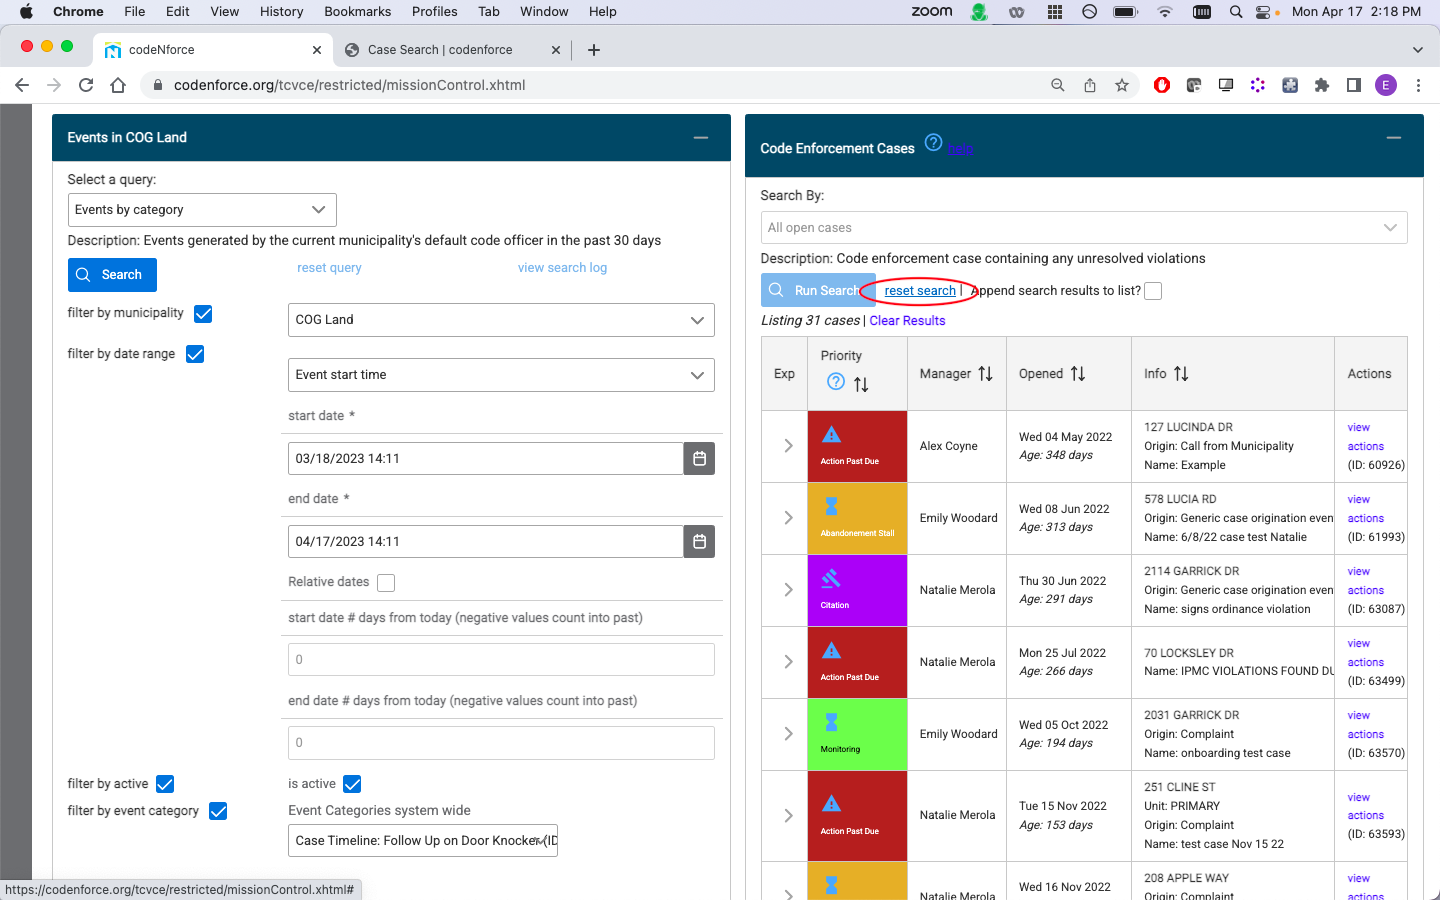 Chrome File Edit View History Bookmarks Profiles Tab Window Help zoom Mon Apr 17 2:18 PM
codeNforce Case Search | codenforce
codenforce.org/tcvce/restricted/missionControl.xhtml E
Events in COG Land
Select a query:
Events by category
Description: Events generated by the current municipality's default code officer in the past 30 days
Search reset query view search log
filter by municipality COG Land
filter by date range
Event start time
start date *
03/18/2023 14:11
end date *
04/17/2023 14:11
Relative dates
start date # days from today (negative values count into past)
0
end date # days from today (negative values count into past)
0
filter by active is active
filter by event category Event Categories system wide
Case Timeline: Follow Up on Door Knocker (ID
https://codenforce.org/tcvce/restricted/missionControl.xhtml#
Code Enforcement Cases help
Search By:
All open cases
Description: Code enforcement case containing any unresolved violations
Run Search reset search | Append search results to list?
Listing 31 cases | Clear Results
Exp Priority Manager Opened Info Actions
Action Past Due Alex Coyne Wed 04 May 2022 Age: 348 days 127 LUCINDA DR Origin: Call from Municipality Name: Example view actions (ID: 60926)
Abandonement Stall Emily Woodard Wed 08 Jun 2022 Age: 313 days 578 LUCIA RD Origin: Generic case origination even Name: 6/8/22 case test Natalie view actions (ID: 61993)
Citation Natalie Merola Thu 30 Jun 2022 Age: 291 days 2114 GARRICK DR Origin: Generic case origination even Name: signs ordinance violation view actions (ID: 63087)
Action Past Due Natalie Merola Mon 25 Jul 2022 Age: 266 days 70 LOCKSLEY DR Name: IPMC VIOLATIONS FOUND DU view actions (ID: 63499)
Monitoring Emily Woodard Wed 05 Oct 2022 Age: 194 days 2031 GARRICK DR Origin: Complaint Name: onboarding test case view actions (ID: 63570)
Action Past Due Natalie Merola Tue 15 Nov 2022 Age: 153 days 251 CLINE ST Unit: PRIMARY Origin: Complaint Name: test case Nov 15 22 view actions (ID: 63593)
Natalie Merola Wed 16 Nov 2022 208 APPLE WAY Origin: Complaint view actions